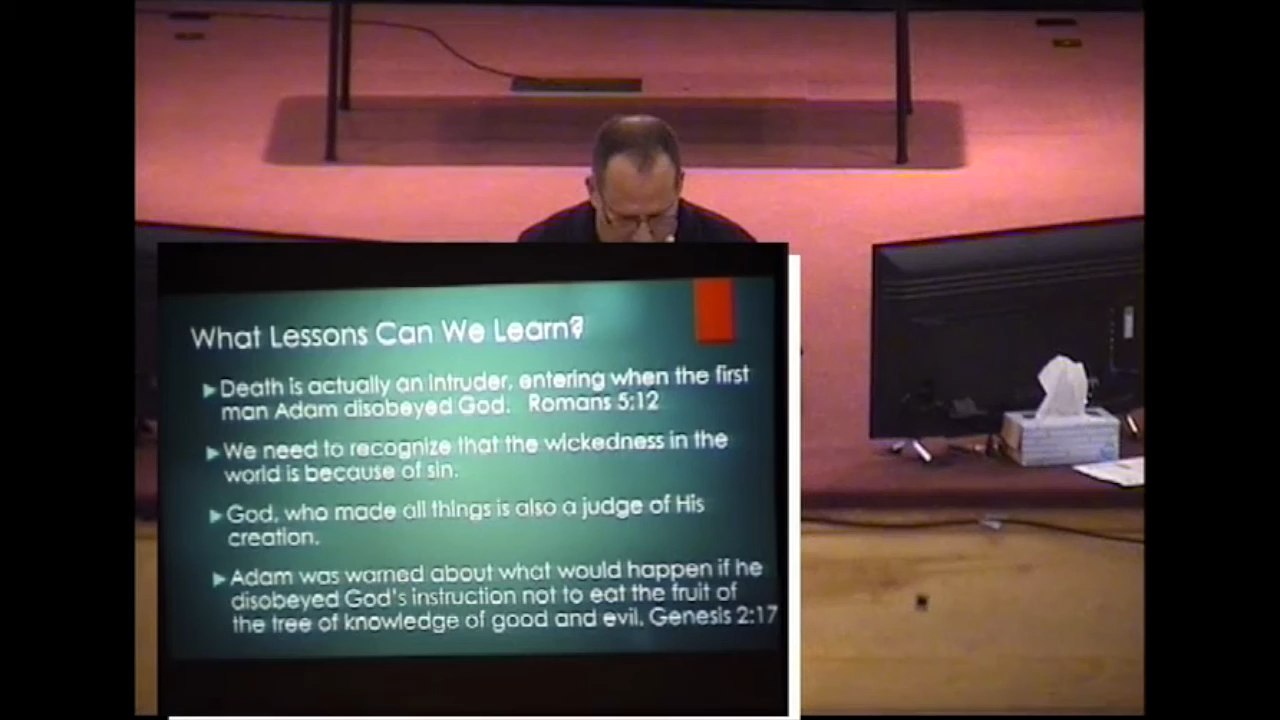 What Lessons Can We Learn?
Death is actually an intruder, entering when the first
man Adam disobeyed God. Romans 5:12
We need to recognize that the wickedness in the
world is because of sin.
God, who made all things is also a judge of His
creation.
Adam was warned about what would happen if he
disobeyed God's instruction not to eat the fruit of
the tree of knowledge of good and evil. Genesis 2:17